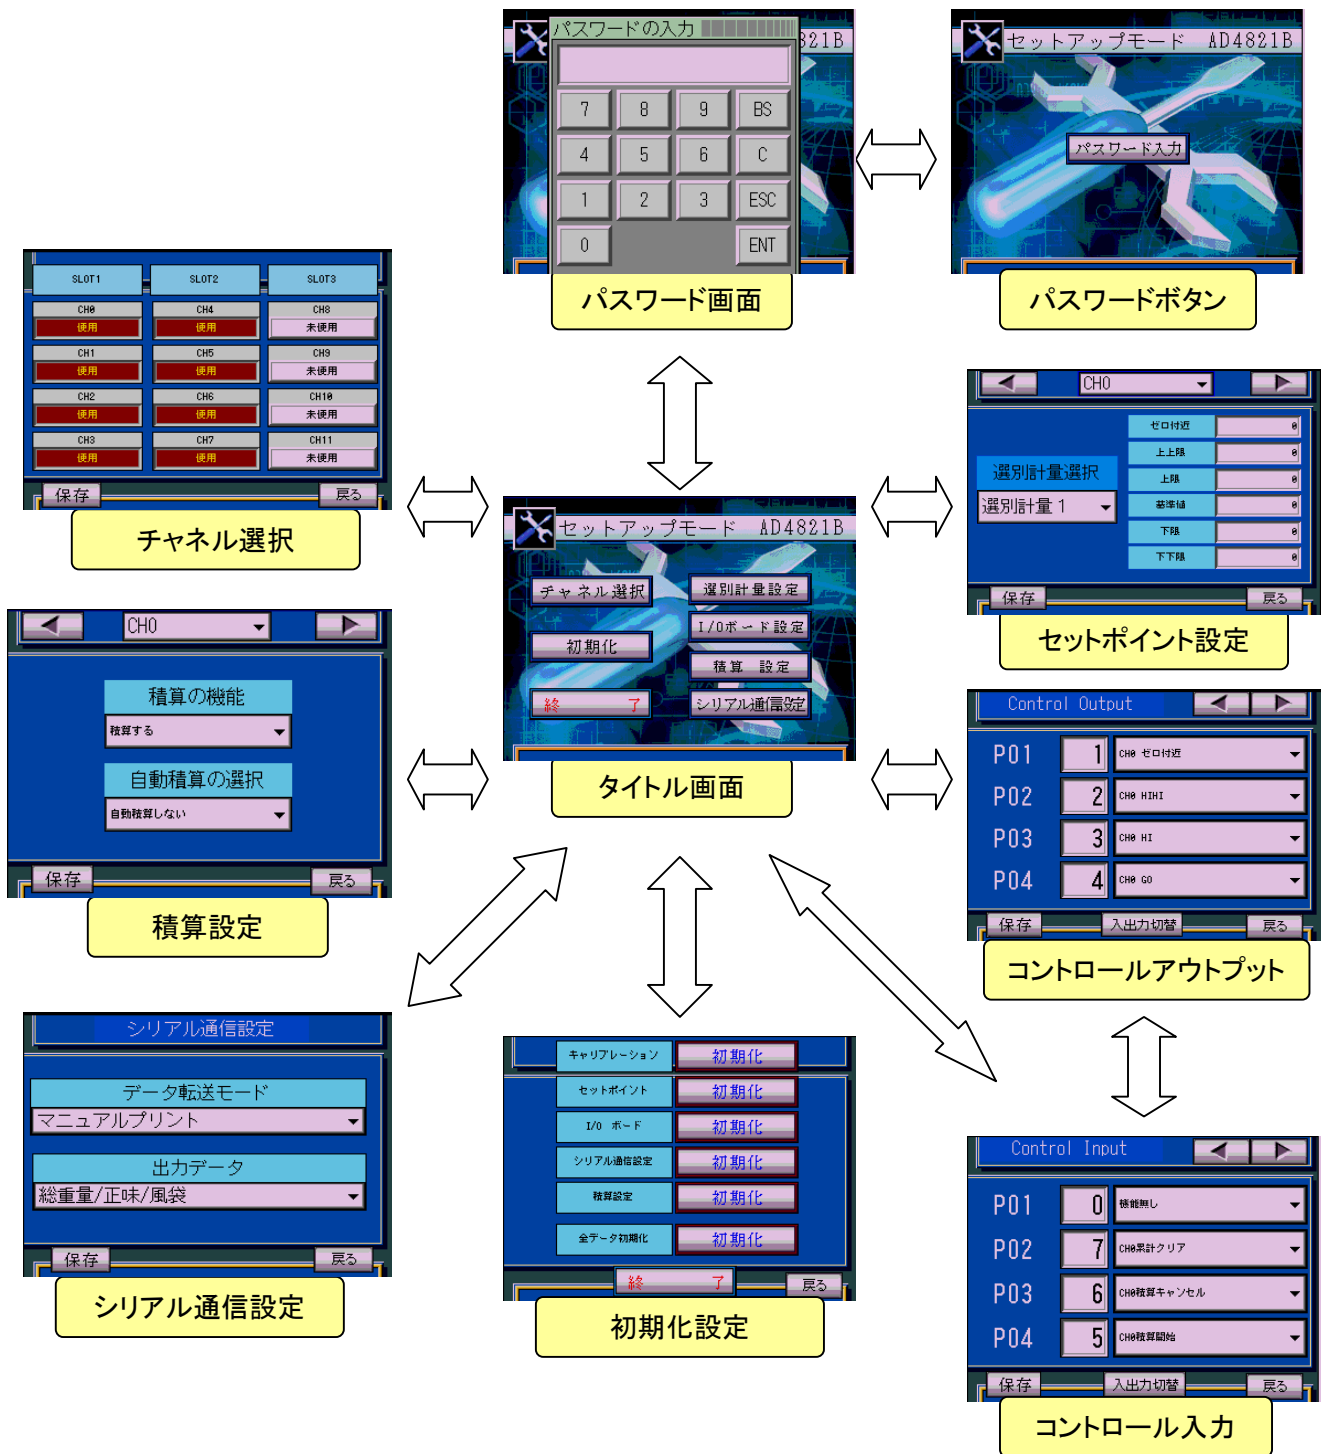 パスワードの入力
821B
7 8 9 BS
4 5 6 C
1 2 3 ESC
0 ENT
パスワード画面
セットアップモード AD4821B
パスワード入力
パスワードボタン
SLOT1 SLOT2 SLOT3
CH0 CH4 CH8
使用 使用 未使用
CH1 CH5 CH9
使用 使用 未使用
CH2 CH6 CH10
使用 使用 未使用
CH3 CH7 CH11
使用 使用 未使用
保存 戻る
チャネル選択
CH0
選別計量選択
選別計量 1
ゼロ付近 0
上上限 0
上限 0
基準値 0
下限 0
下下限 0
保存 戻る
セットポイント設定
セットアップモード AD4821B
チャネル選択 選別計量設定
I/Oボード設定
初期化
積算 設定
終 了 シリアル通信設定
タイトル画面
CH0
積算の機能
積算する
自動積算の選択
自動積算しない
保存 戻る
積算設定
Control Output
P01 1 CH0 ゼロ付近
P02 2 CH0 HIHI
P03 3 CH0 HI
P04 4 CH0 GO
保存 入出力切替 戻る
コントロールアウトプット
シリアル通信設定
データ転送モード
マニュアルプリント
出力データ
総重量/正味/風袋
保存 戻る
シリアル通信設定
キャリブレーション 初期化
セットポイント 初期化
I/O ボード 初期化
シリアル通信設定 初期化
積算設定 初期化
全データ初期化 初期化
終 了 戻る
初期化設定
Control Input
P01 0 機能無し
P02 7 CH0累計クリア
P03 6 CH0積算キャンセル
P04 5 CH0積算開始
保存 入出力切替 戻る
コントロール入力